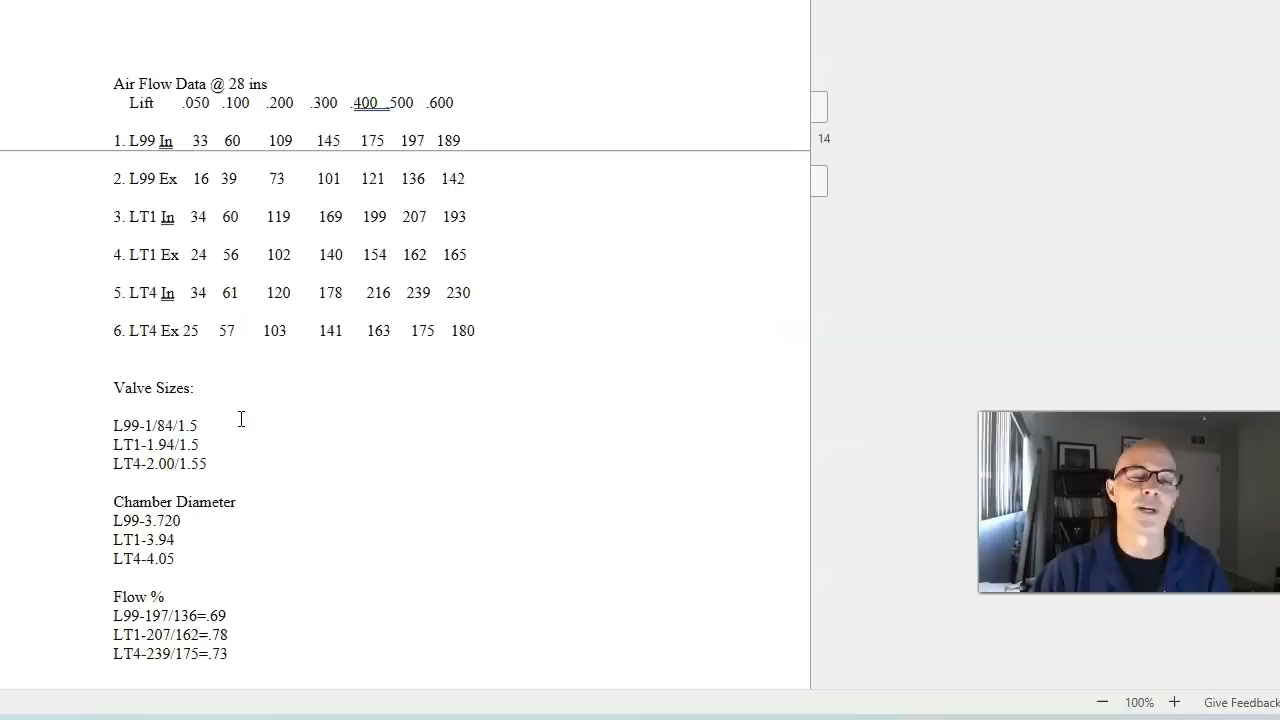 Air Flow Data @ 28 ins
Lift .050 .100 .200 .300 .400 .500 .600
1. L99 In 33 60 109 145 175 197 189
2. L99 Ex 16 39 73 101 121 136 142
3. LT1 In 34 60 119 169 199 207 193
4. LT1 Ex 24 56 102 140 154 162 165
5. LT4 In 34 61 120 178 216 239 230
6. LT4 Ex 25 57 103 141 163 175 180
Valve Sizes:
L99-1/84/1.5
LT1-1.94/1.5
LT4-2.00/1.55
Chamber Diameter
L99-3.720
LT1-3.94
LT4-4.05
Flow %
L99-197/136=.69
LT1-207/162=.78
LT4-239/175=.73
14
100% Give Feedback